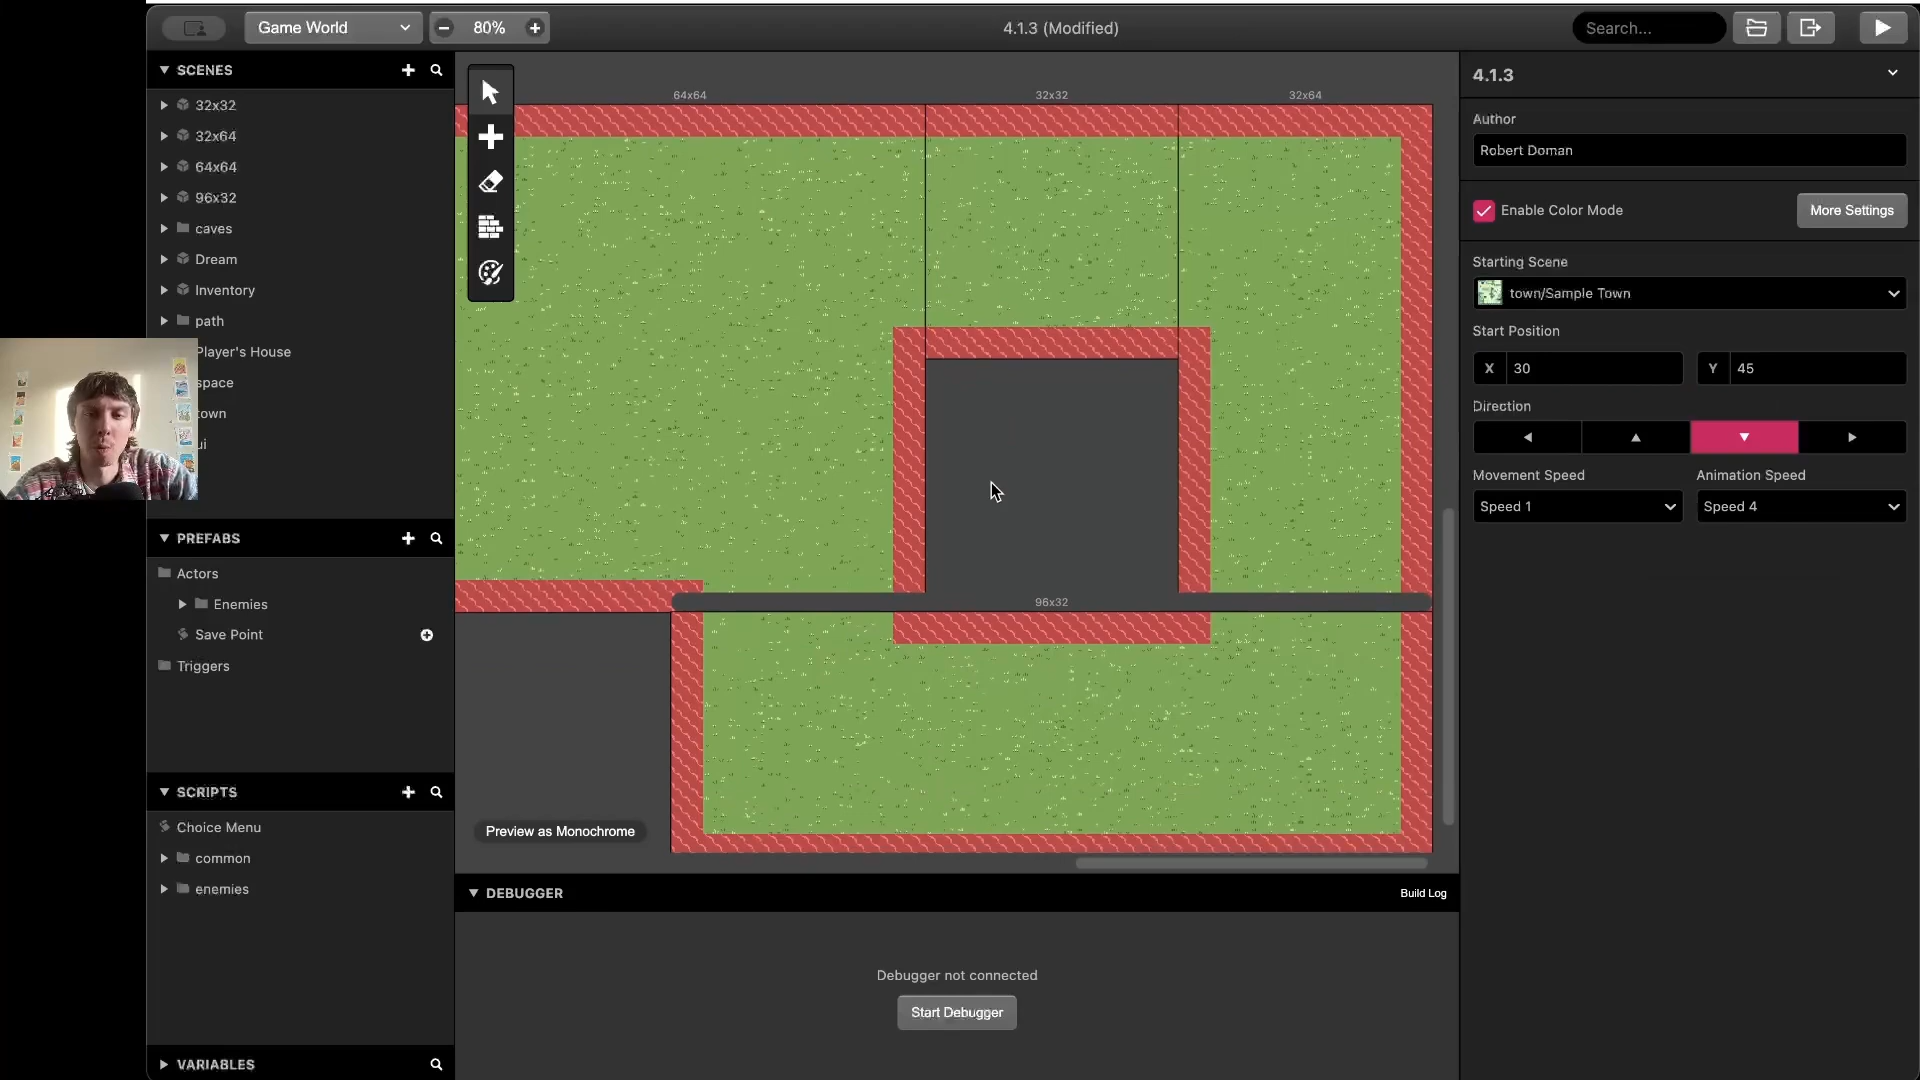 Game World
80%
4.1.3 (Modified)
Search...
SCENES
32x32
32x64
64x64
96x32
caves
Dream
Inventory
path
Player's House
space
town
ui
PREFABS
Actors
Enemies
Save Point
Triggers
SCRIPTS
Choice Menu
common
enemies
VARIABLES
64x64
32x32
32x64
96x32
Preview as Monochrome
DEBUGGER
Build Log
Debugger not connected
Start Debugger
4.1.3
Author
Robert Doman
Enable Color Mode
More Settings
Starting Scene
town/Sample Town
Start Position
X 30
Y 45
Direction
Movement Speed
Animation Speed
Speed 1
Speed 4